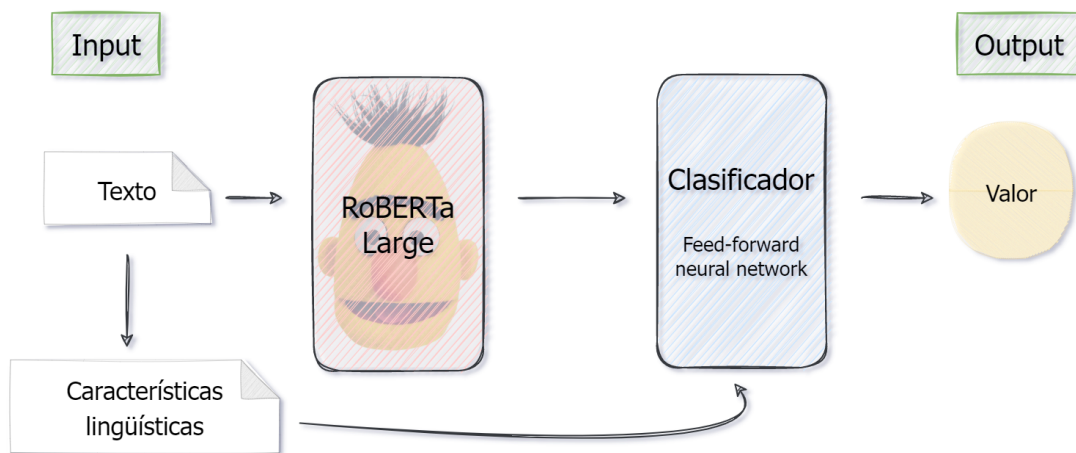 Input
Output
Texto
RoBERTa
Large
Clasificador
Feed-forward
neural network
Valor
Características
lingüísticas